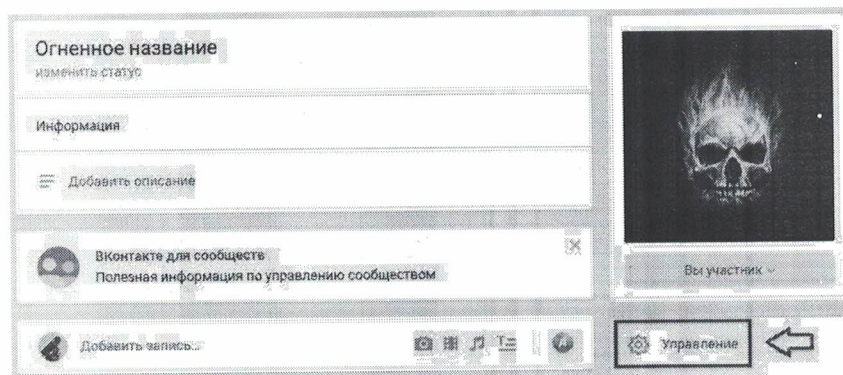 Огненное название
изменить статус
Информация
Добавить описание
ВКонтакте для сообществ
Полезная информация по управлению сообществом
Добавить запись...
Вы участник
Управление